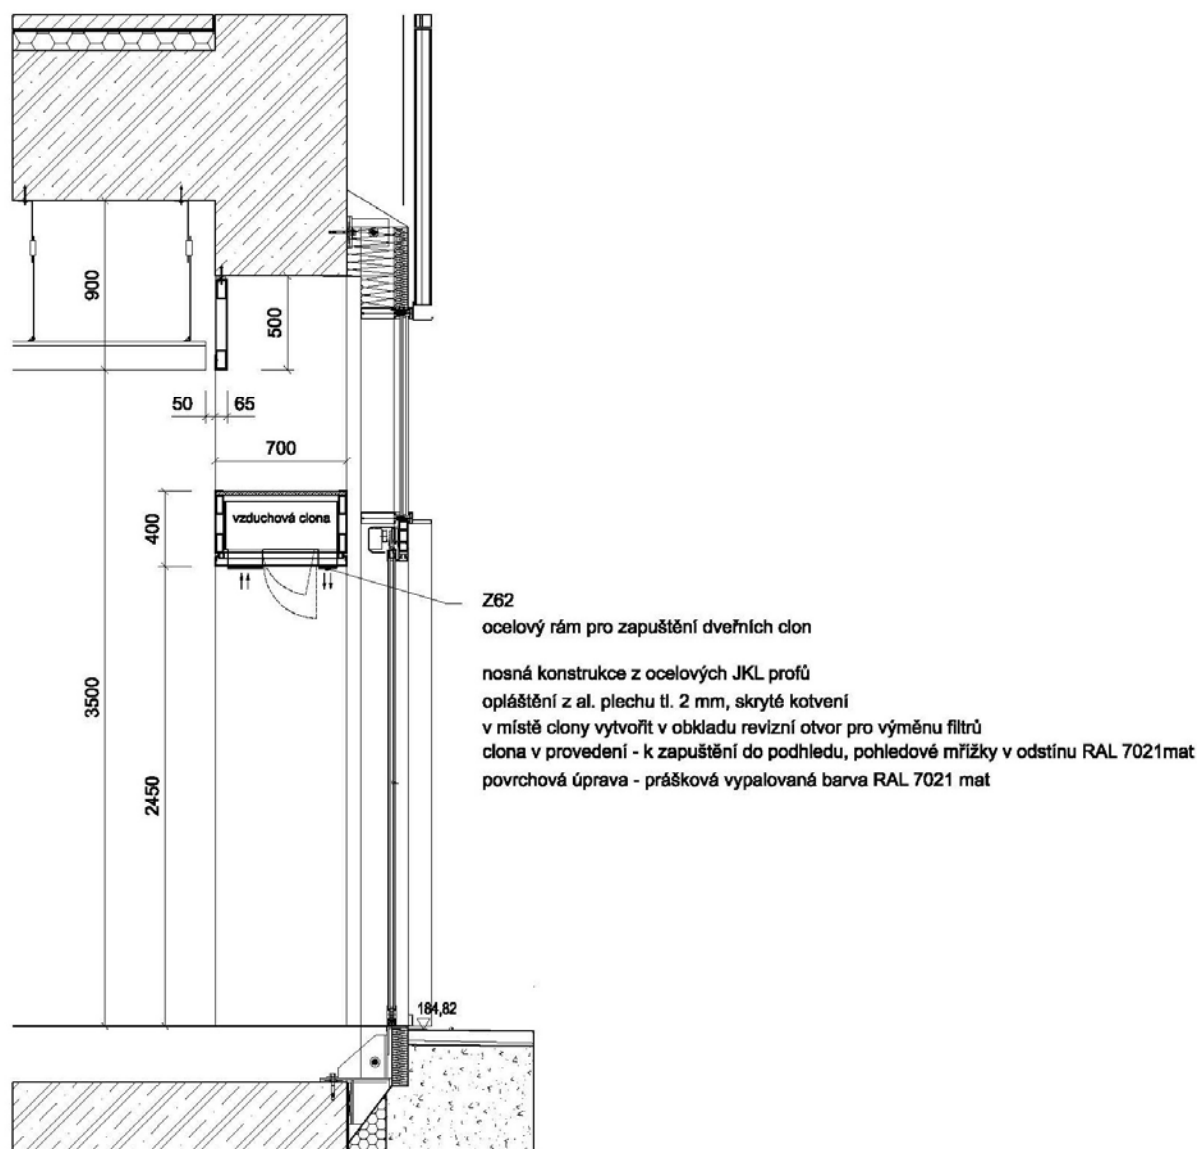 900
500
50
65
700
400
vzduchová clona
Z62
ocelový rám pro zapuštění dveřních clon
nosná konstrukce z ocelových JKL profů
opláštění z al. plechu tl. 2 mm, skryté kotvení
v místě clony vytvořit v obkladu revizní otvor pro výměnu filtrů
clona v provedení - k zapuštění do podhledu, pohledové mřížky v odstínu RAL 7021mat
povrchová úprava - prášková vypalovaná barva RAL 7021 mat
3500
2450
184,82